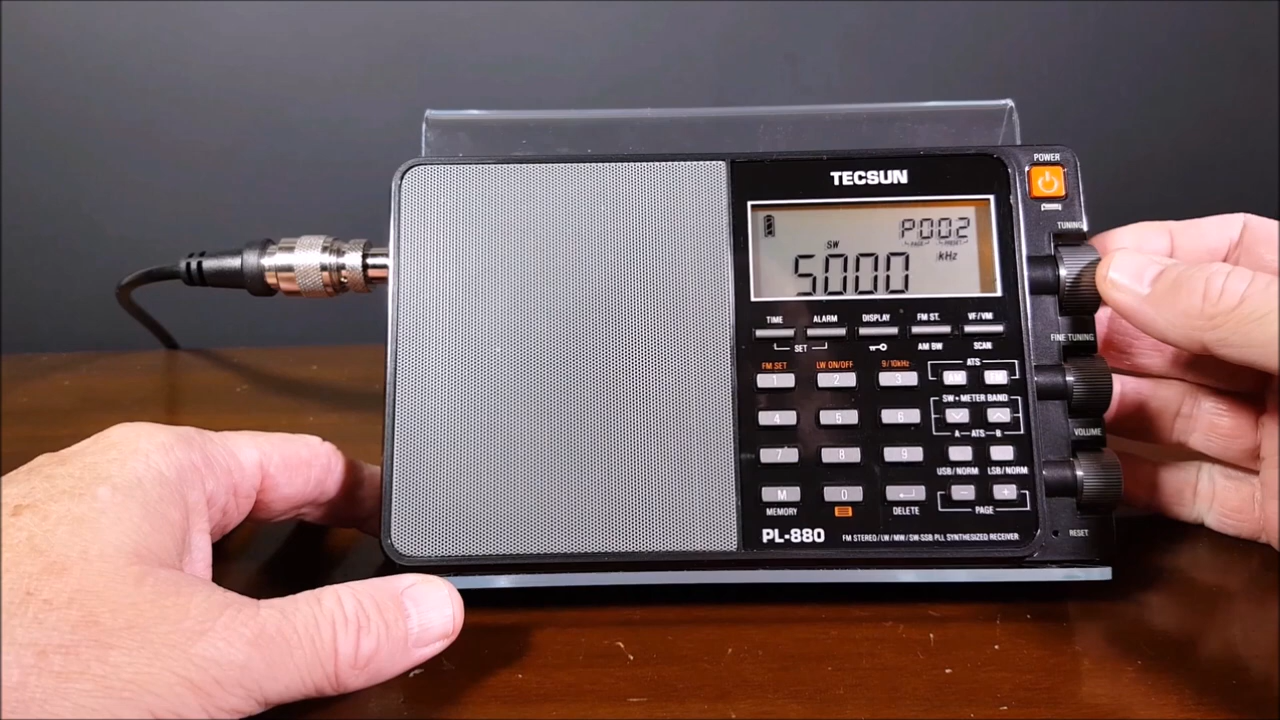 POWER
TECSUN
TUNING
P002
PAGE PRESET
SW
kHz
5000
TIME ALARM DISPLAY FM ST. VF/VM
SET AM BW SCAN
FINE TUNING
FM SET LW ON/OFF 9/10kHz ATS
1 2 3 AM FM
SW•METER BAND
4 5 6
A—ATS—B
VOLUME
7 8 9
USB/NORM LSB/NORM
M 0 − +
MEMORY DELETE PAGE
PL-880 FM STEREO/LW/MW/SW-SSB PLL SYNTHESIZED RECEIVER
RESET